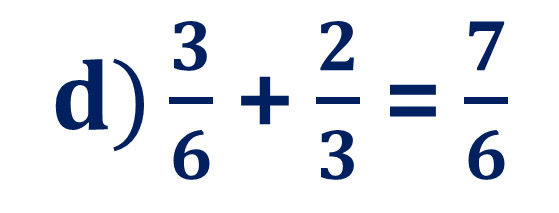 d) 3/6 + 2/3 = 7/6